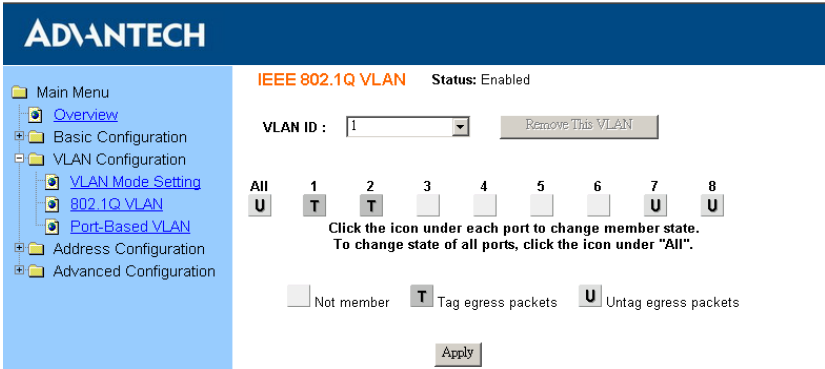 ADVANTECH
Main Menu
Overview
Basic Configuration
VLAN Configuration
VLAN Mode Setting
802.1Q VLAN
Port-Based VLAN
Address Configuration
Advanced Configuration
IEEE 802.1Q VLAN Status: Enabled
VLAN ID : 1 Remove This VLAN
All 1 2 3 4 5 6 7 8
U T T U U
Click the icon under each port to change member state.
To change state of all ports, click the icon under "All".
Not member T Tag egress packets U Untag egress packets
Apply